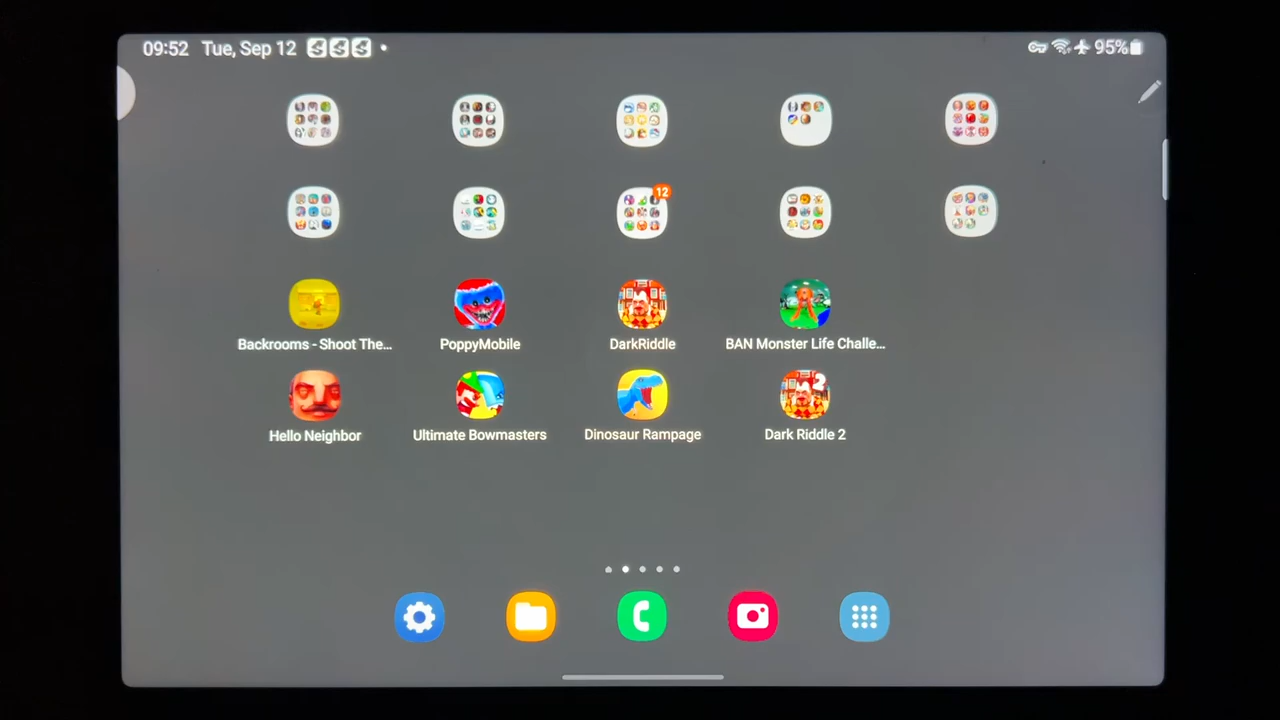 09:52 Tue, Sep 12 95%
12
Backrooms - Shoot The... PoppyMobile DarkRiddle BAN Monster Life Challe...
2
Hello Neighbor Ultimate Bowmasters Dinosaur Rampage Dark Riddle 2